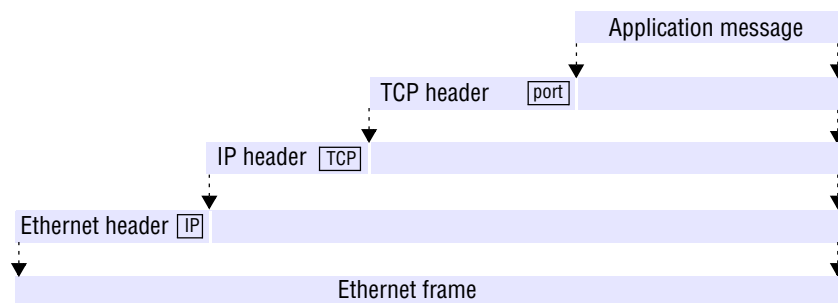 Application message
TCP header port
IP header TCP
Ethernet header IP
Ethernet frame